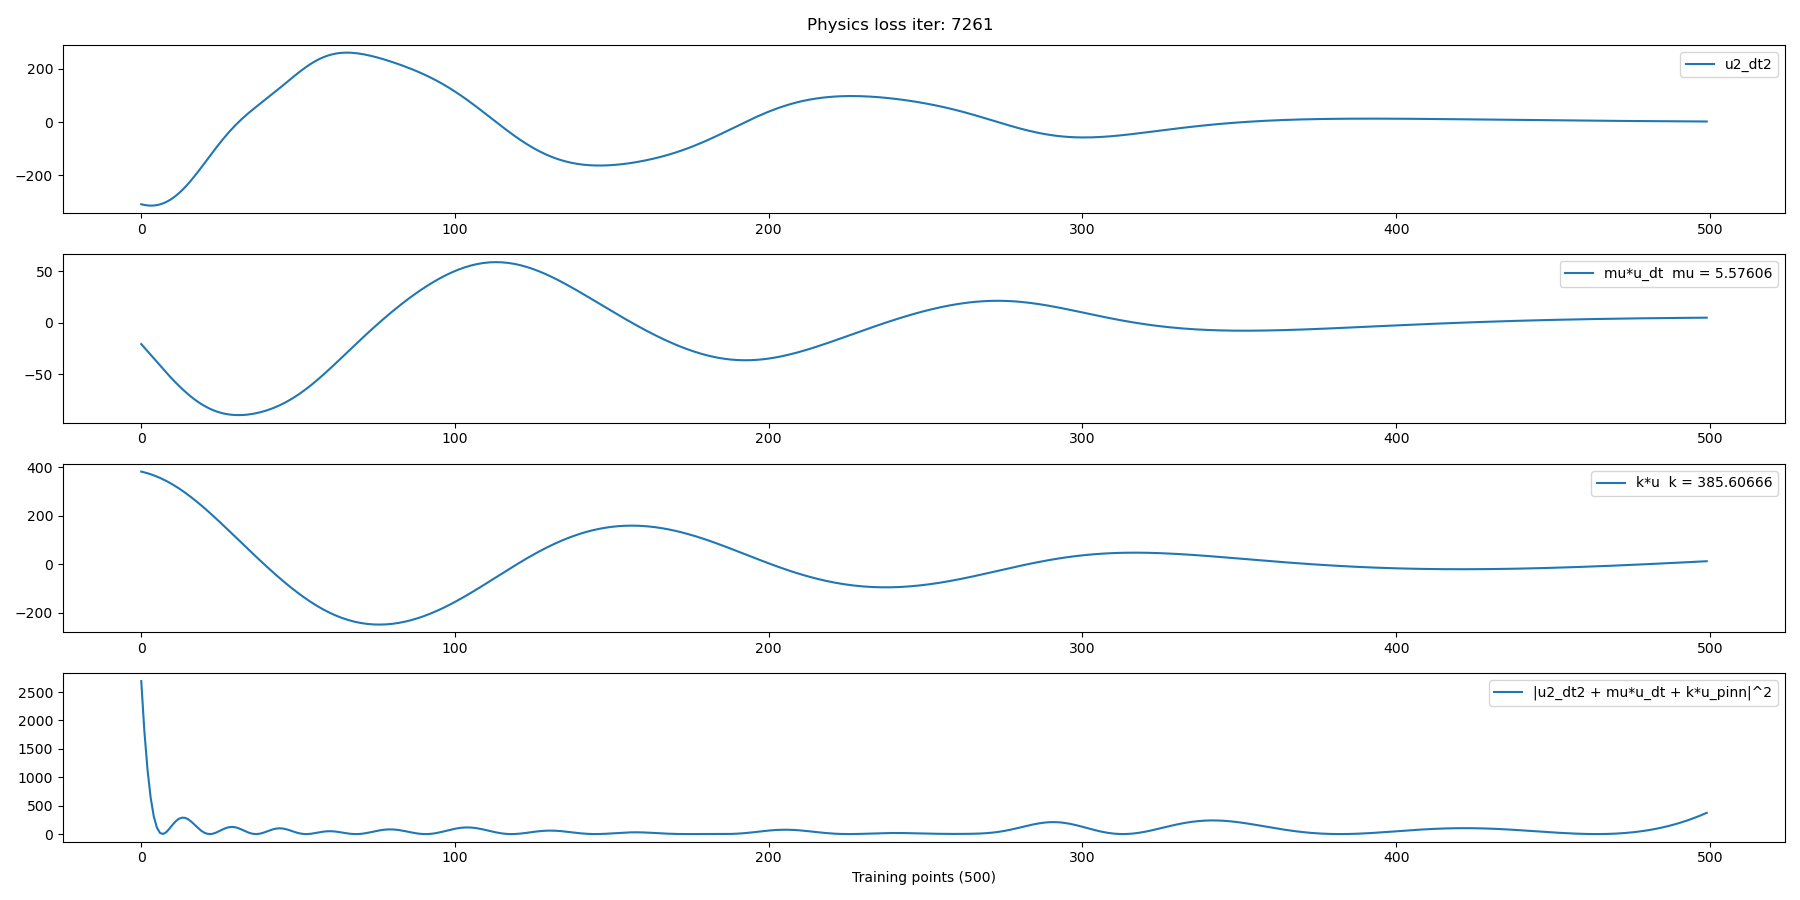 Physics loss iter: 7261
200
0
−200
u2_dt2
0 100 200 300 400 500
50
0
−50
mu*u_dt  mu = 5.57606
0 100 200 300 400 500
400
200
0
−200
k*u  k = 385.60666
0 100 200 300 400 500
2500
2000
1500
1000
500
0
|u2_dt2 + mu*u_dt + k*u_pinn|^2
0 100 200 300 400 500
Training points (500)